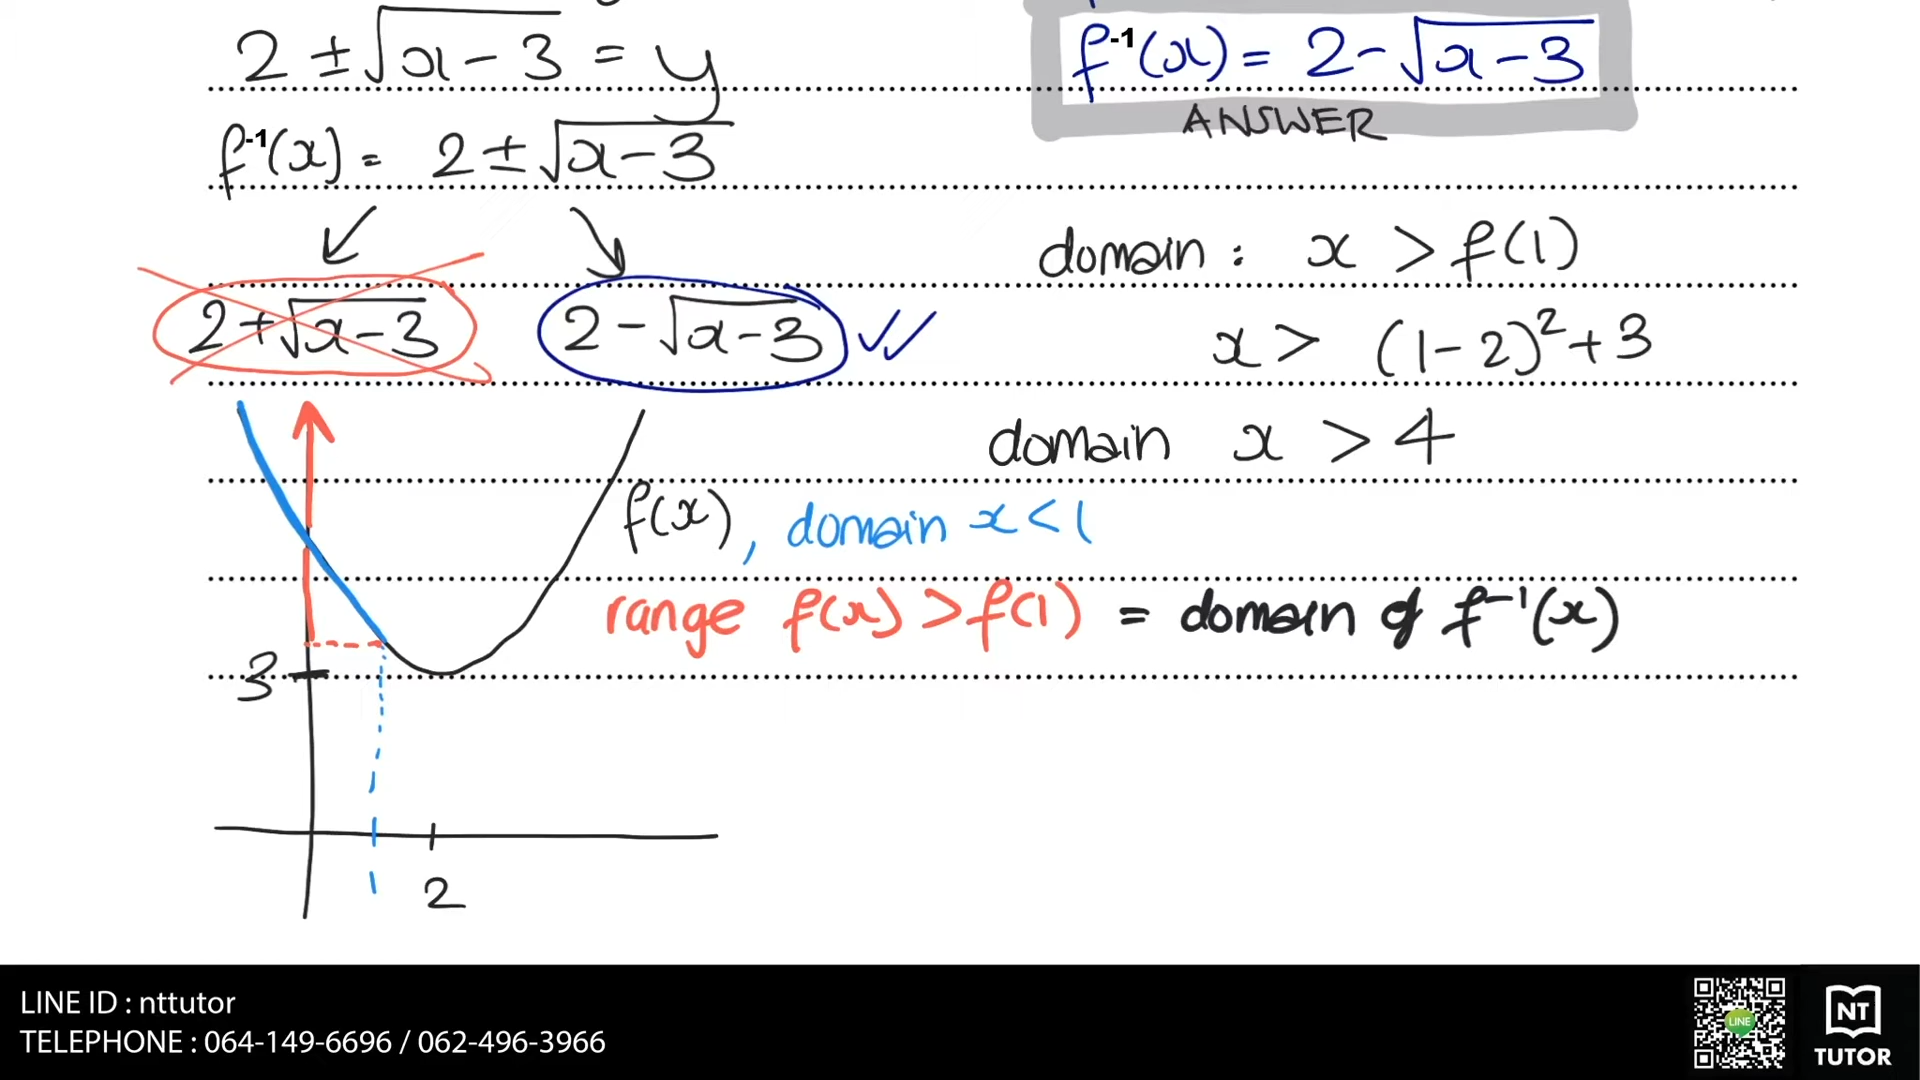 2 ± √x - 3 = y
f-1(x) = 2 ± √x - 3
2 + √x - 3
2 - √x - 3
f-1(x) = 2 - √x - 3
ANSWER
domain : x > f(1)
x > (1 - 2)² + 3
domain x > 4
f(x), domain x < 1
range f(x) > f(1) = domain of f⁻¹(x)
3
2
LINE ID : nttutor
TELEPHONE : 064-149-6696 / 062-496-3966
LINE
NT
TUTOR